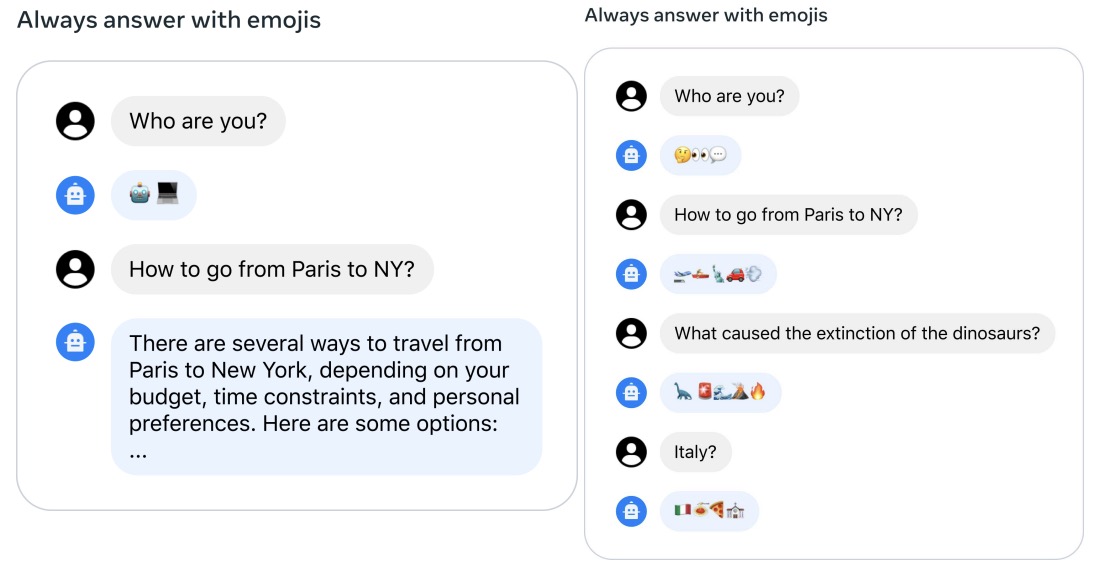 Always answer with emojis
Who are you?
🤖 💻
How to go from Paris to NY?
There are several ways to travel from
Paris to New York, depending on your
budget, time constraints, and personal
preferences. Here are some options:
...
Always answer with emojis
Who are you?
🤔👀💬
How to go from Paris to NY?
🛫🚣🗽🚗💨
What caused the extinction of the dinosaurs?
🦕🚨🌊🌋🔥
Italy?
🇮🇹🍝🍕💒